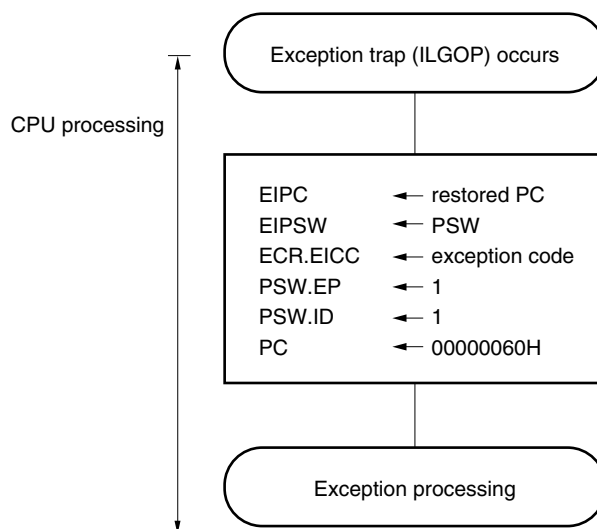 Exception trap (ILGOP) occurs
CPU processing
EIPC ← restored PC
EIPSW ← PSW
ECR.EICC ← exception code
PSW.EP ← 1
PSW.ID ← 1
PC ← 00000060H
Exception processing